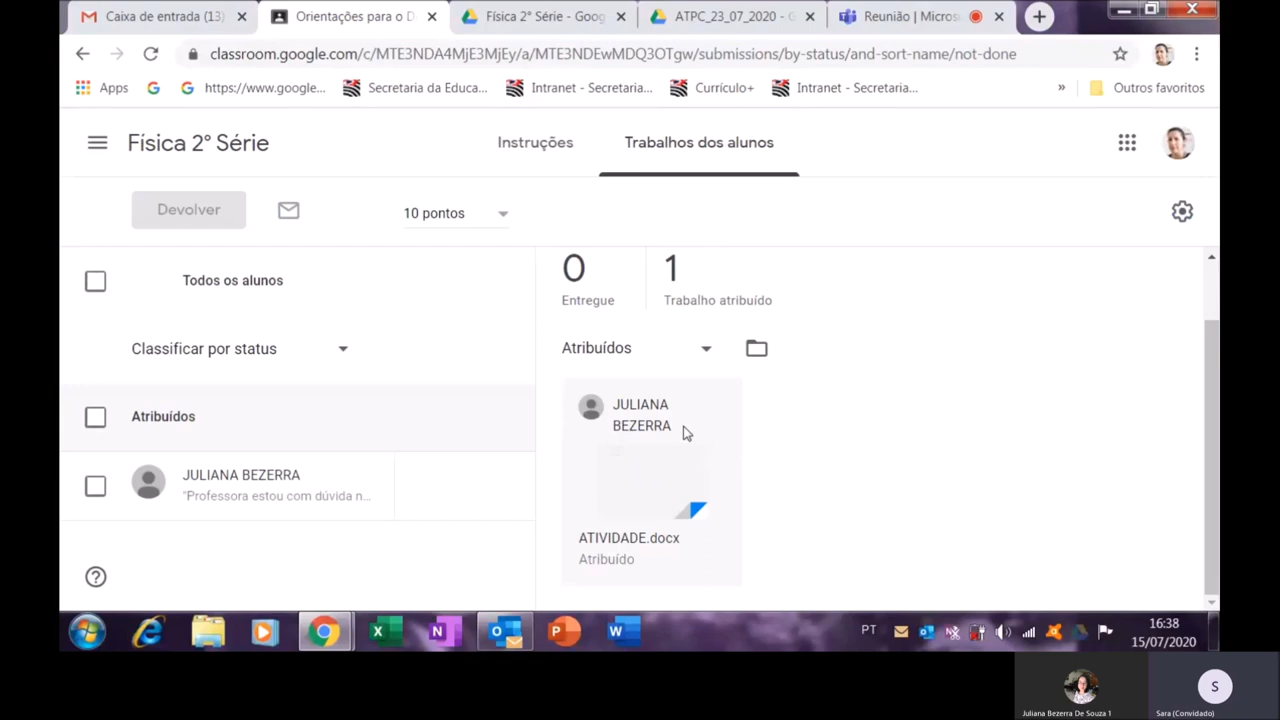 Caixa de entrada (13)
Orientações para o D
Física 2° Série - Goog
ATPC_23_07_2020 - G
Reunião | Micros
classroom.google.com/c/MTE3NDA4MjE3MjEy/a/MTE3NDEwMDQ3OTgw/submissions/by-status/and-sort-name/not-done
Apps
https://www.google...
Secretaria da Educa...
Intranet - Secretaria...
Currículo+
Intranet - Secretaria...
»
Outros favoritos
Física 2° Série
Instruções
Trabalhos dos alunos
Devolver
10 pontos
Todos os alunos
0
1
Entregue
Trabalho atribuído
Classificar por status
Atribuídos
Atribuídos
JULIANA
BEZERRA
JULIANA BEZERRA
"Professora estou com dúvida n...
ATIVIDADE.docx
Atribuído
PT
16:38
15/07/2020
S
Juliana Bezerra De Souza 1
Sara (Convidado)